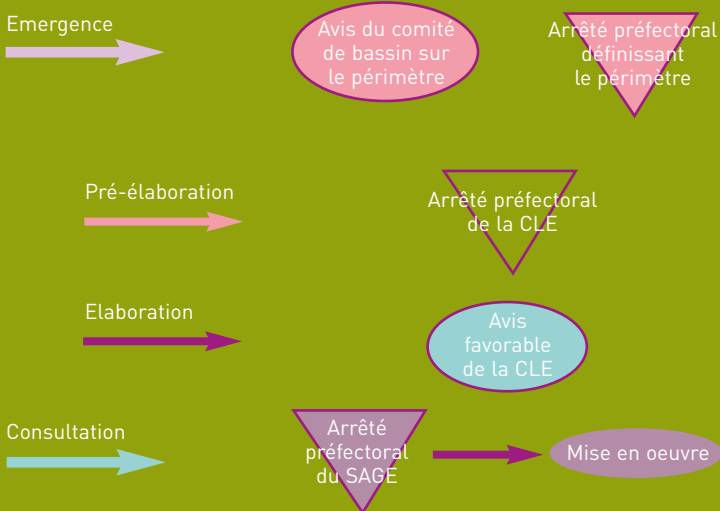 Emergence
Avis du comité
de bassin sur
le périmètre
Arrêté préfectoral
définissant
le périmètre
Pré-élaboration
Arrêté préfectoral
de la CLE
Elaboration
Avis
favorable
de la CLE
Consultation
Arrêté
préfectoral
du SAGE
Mise en oeuvre